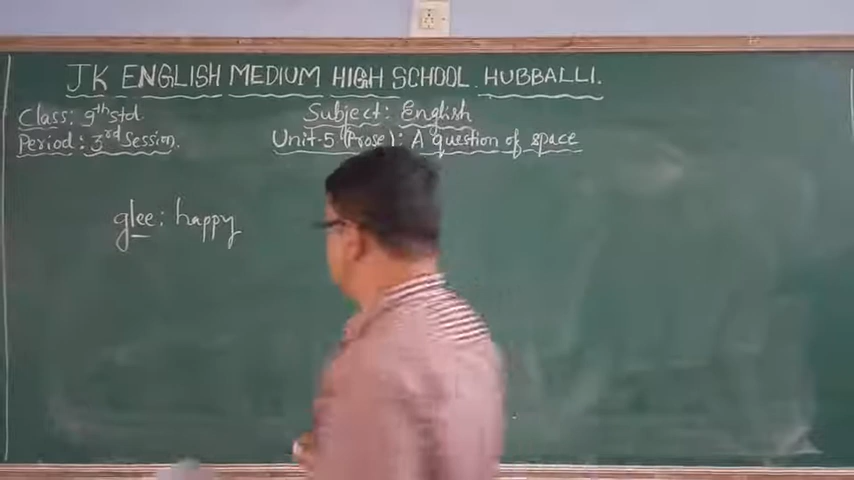 JK ENGLISH MEDIUM HIGH SCHOOL. HUBBALLI.
Class: 9th std. Subject: English
Period: 3rd Session. Unit-5 (Prose): A question of space
glee: happy